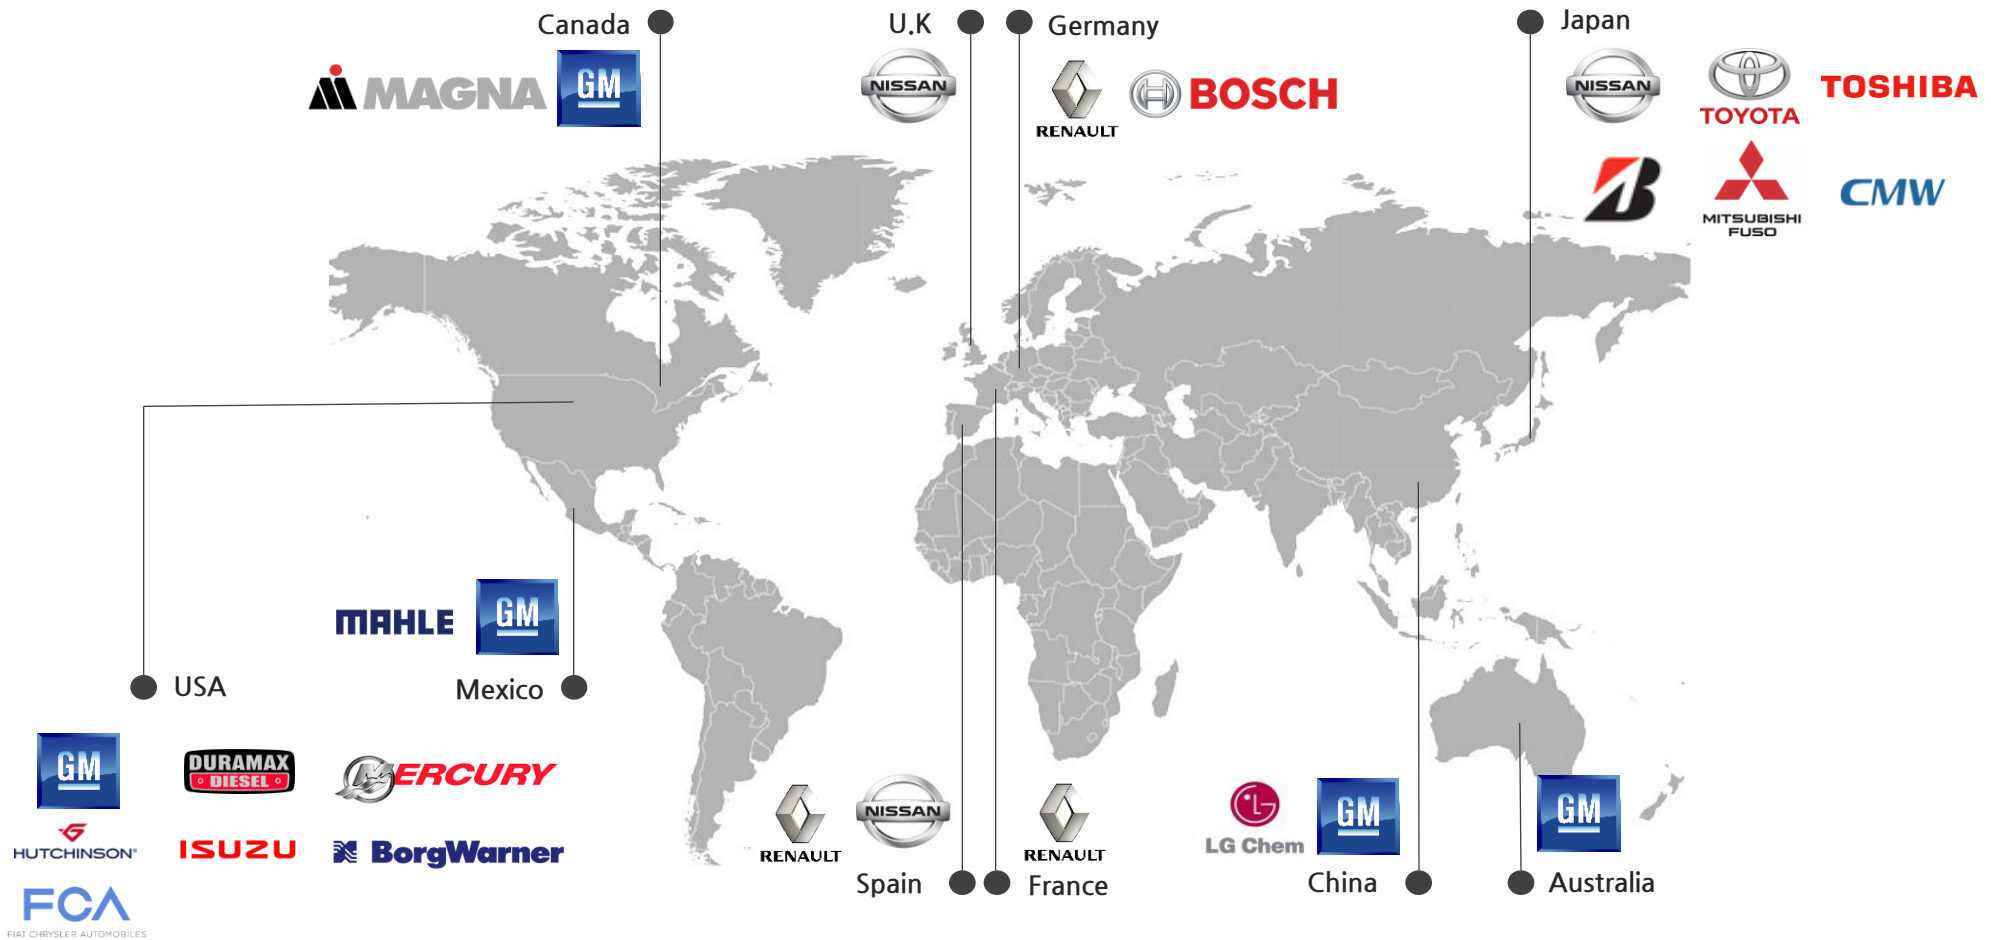 Canada
MAGNA
GM
U.K
NISSAN
Germany
RENAULT
BOSCH
Japan
NISSAN
TOYOTA
TOSHIBA
B
MITSUBISHI
FUSO
CMW
USA
GM
DURAMAX
DIESEL
MERCURY
HUTCHINSON®
ISUZU
BorgWarner
FCA
FIAT CHRYSLER AUTOMOBILES
MAHLE
GM
Mexico
RENAULT
NISSAN
Spain
RENAULT
France
LG Chem
GM
China
GM
Australia